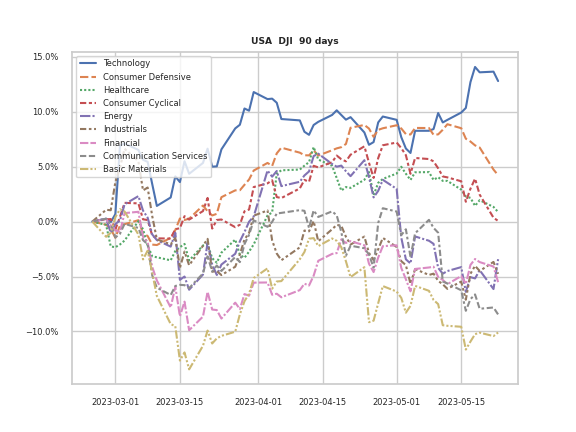 USA  DJI  90 days
15.0%
10.0%
5.0%
0.0%
−5.0%
−10.0%
Technology
Consumer Defensive
Healthcare
Consumer Cyclical
Energy
Industrials
Financial
Communication Services
Basic Materials
2023-03-01 2023-03-15 2023-04-01 2023-04-15 2023-05-01 2023-05-15